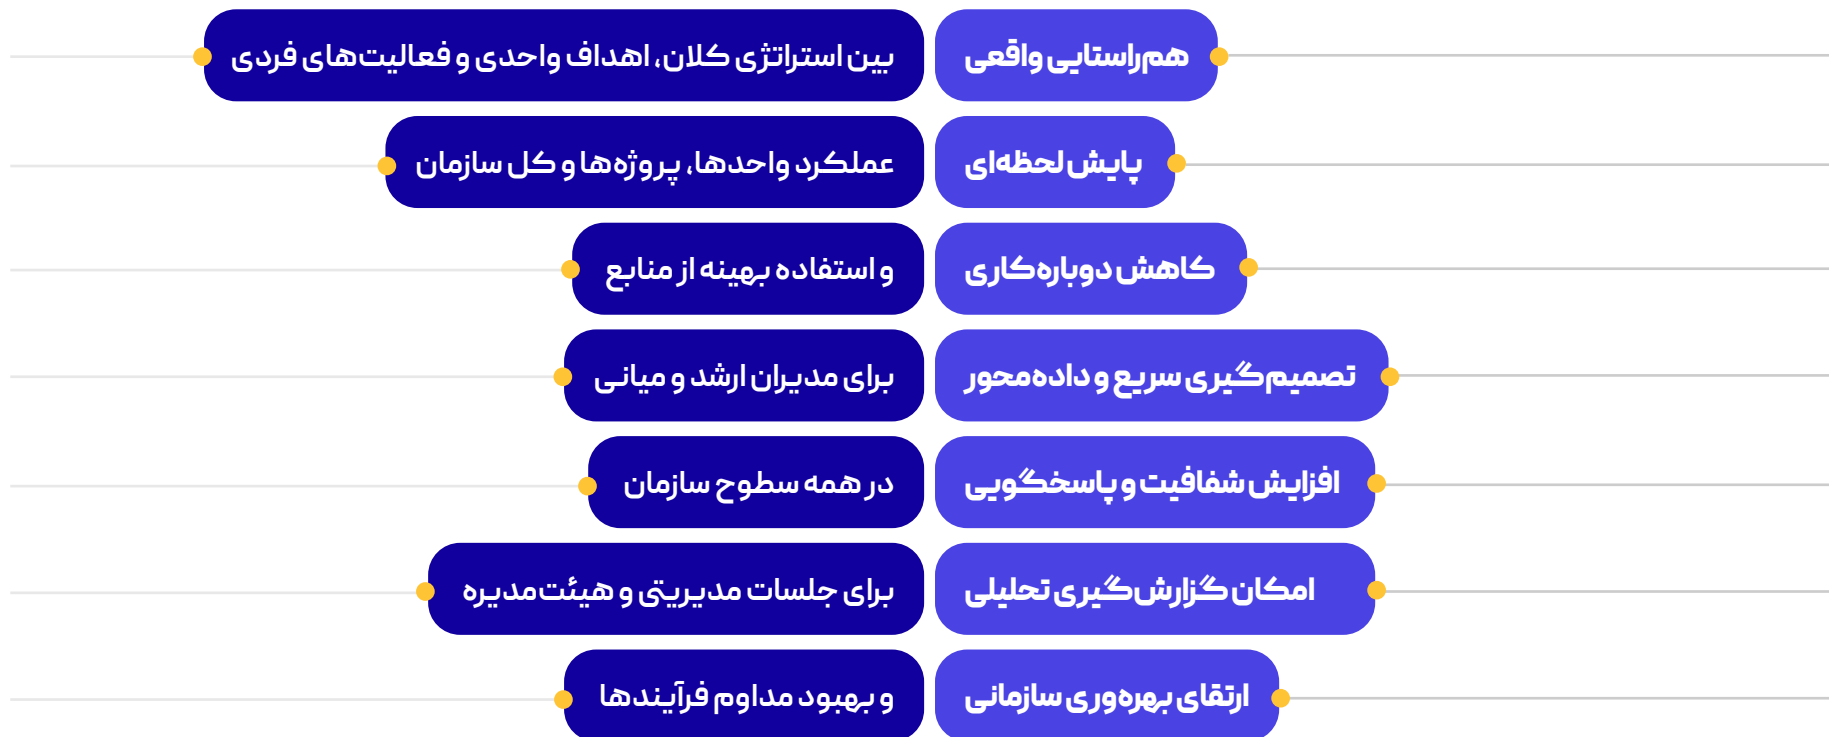 هم‌راستایی واقعی
بین استراتژی کلان، اهداف واحدی و فعالیت‌های فردی
پایش لحظه‌ای
عملکرد واحدها، پروژه‌ها و کل سازمان
کاهش دوباره‌کاری
و استفاده بهینه از منابع
تصمیم‌گیری سریع و داده‌محور
برای مدیران ارشد و میانی
افزایش شفافیت و پاسخگویی
در همه سطوح سازمان
امکان گزارش‌گیری تحلیلی
برای جلسات مدیریتی و هیئت‌مدیره
ارتقای بهره‌وری سازمانی
و بهبود مداوم فرآیندها